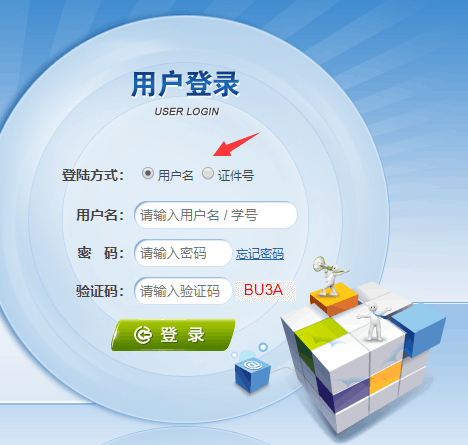 用户登录
USER LOGIN
登陆方式: 用户名 证件号
用户名: 请输入用户名 / 学号
密 码: 请输入密码 忘记密码
验证码: 请输入验证码 BU3A
登 录
@